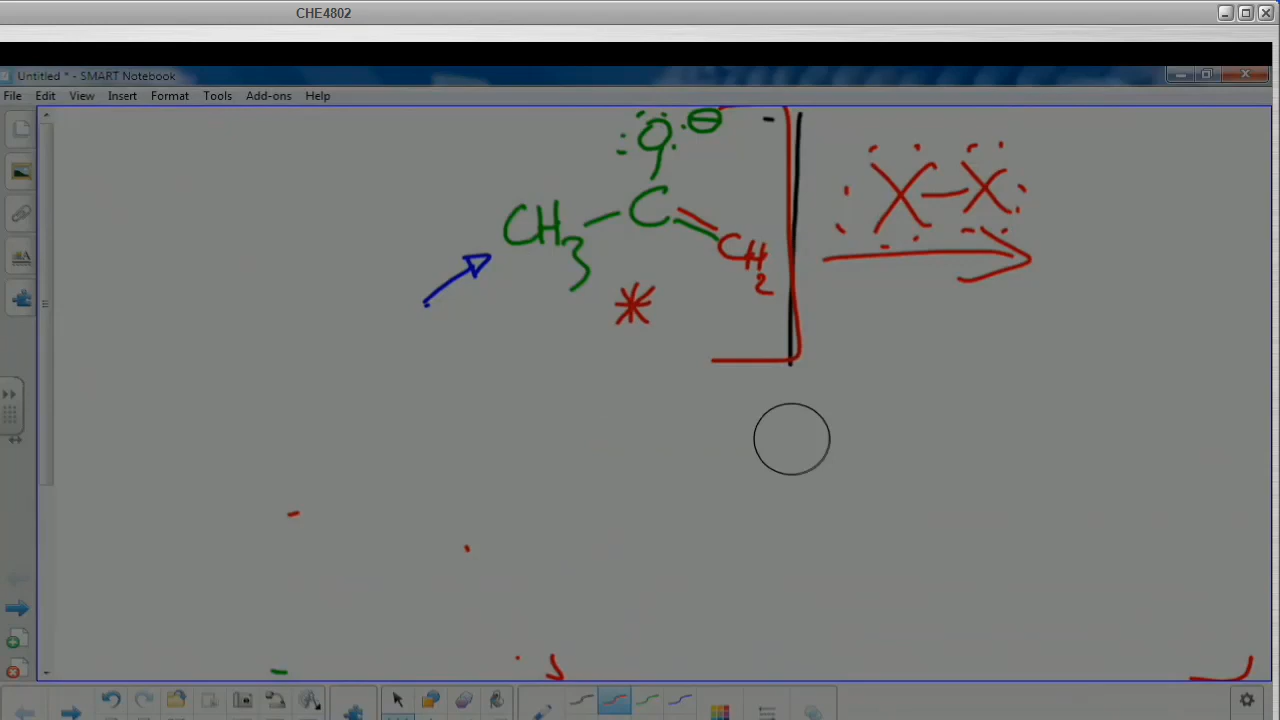 CHE4802
Untitled * - SMART Notebook
File Edit View Insert Format Tools Add-ons Help
:Ö: ⊖
CH3 - C = CH2
*
:Ẍ - Ẍ: